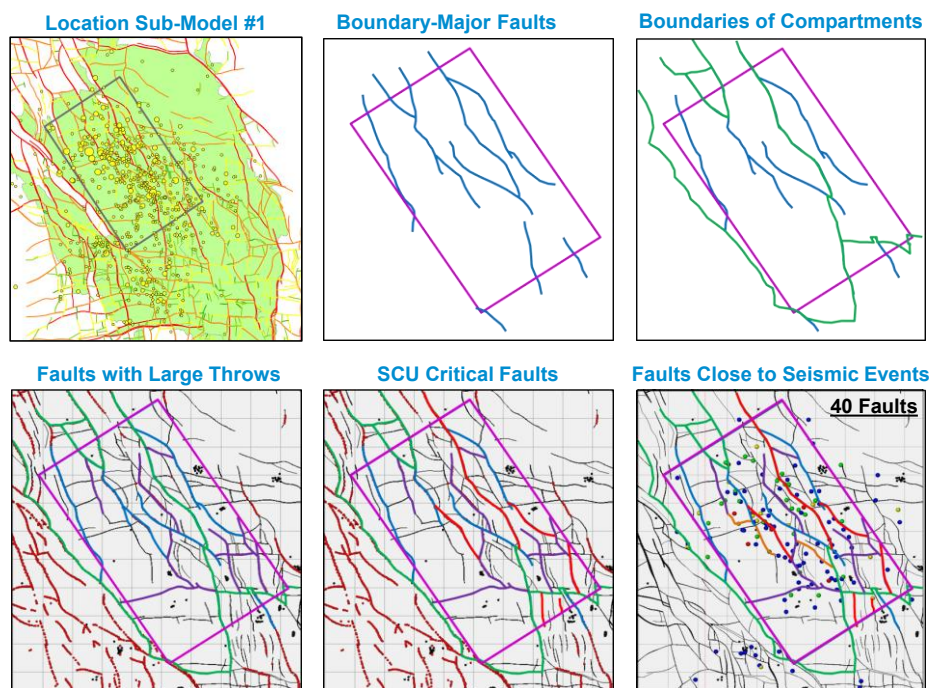 Location Sub-Model #1
Boundary-Major Faults
Boundaries of Compartments
Faults with Large Throws
SCU Critical Faults
Faults Close to Seismic Events
40 Faults